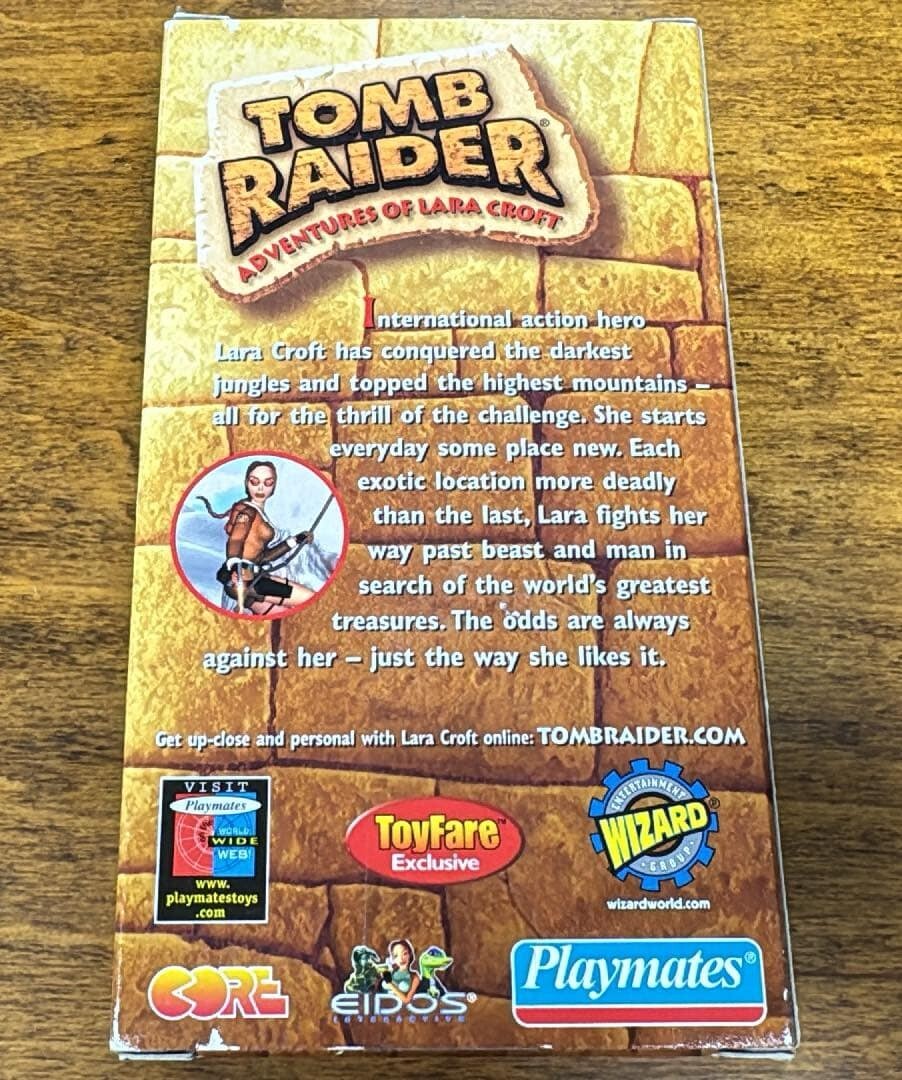 TOMB
RAIDER®
ADVENTURES OF LARA CROFT
International action hero
Lara Croft has conquered the darkest
jungles and topped the highest mountains –
all for the thrill of the challenge. She starts
everyday some place new. Each
exotic location more deadly
than the last, Lara fights her
way past beast and man in
search of the world's greatest
treasures. The odds are always
against her – just the way she likes it.
Get up-close and personal with Lara Croft online: TOMBRAIDER.COM
VISIT
Playmates
WORLD
WIDE
WEB!
www.
playmatestoys
.com
ToyFare™
Exclusive
ENTERTAINMENT
WIZARD®
GROUP
wizardworld.com
CORE
EIDOS®
INTERACTIVE
Playmates®